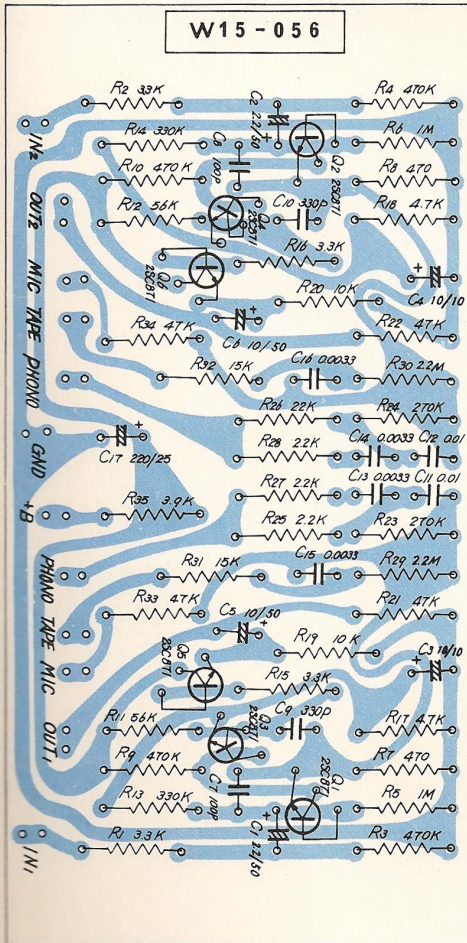 W15-056
R2 3.3K
C2 2.2/50
R4 470K
IN2
R14 330K
C8 100P
Q2 2SC871
R6 1M
R10 470K
R8 470
OUT2
R12 56K
Q4 2SC871
C10 330P
R18 4.7K
MIC
Q6 2SC871
R16 3.3K
R20 10K
C4 10/10
TAPE
R34 47K
C6 10/50
R22 47K
PHONO
R32 15K
C16 0.0033
R30 2.2M
R26 22K
R24 270K
GND
C17 220/25
R28 2.2K
C14 0.0033
C12 0.01
R27 2.2K
C13 0.0033
C11 0.01
+B
R35 3.9K
R25 2.2K
R23 270K
PHONO
R31 15K
C15 0.0033
R29 2.2M
TAPE
R33 47K
C5 10/50
R21 47K
MIC
Q5 2SC871
R19 10K
C3 10/10
R15 3.3K
OUT1
R11 56K
Q3 2SC871
C9 330P
R17 4.7K
R9 470K
R7 470
R13 330K
C7 100P
Q1 2SC871
R5 1M
IN1
R1 3.3K
C1 2.2/50
R3 470K